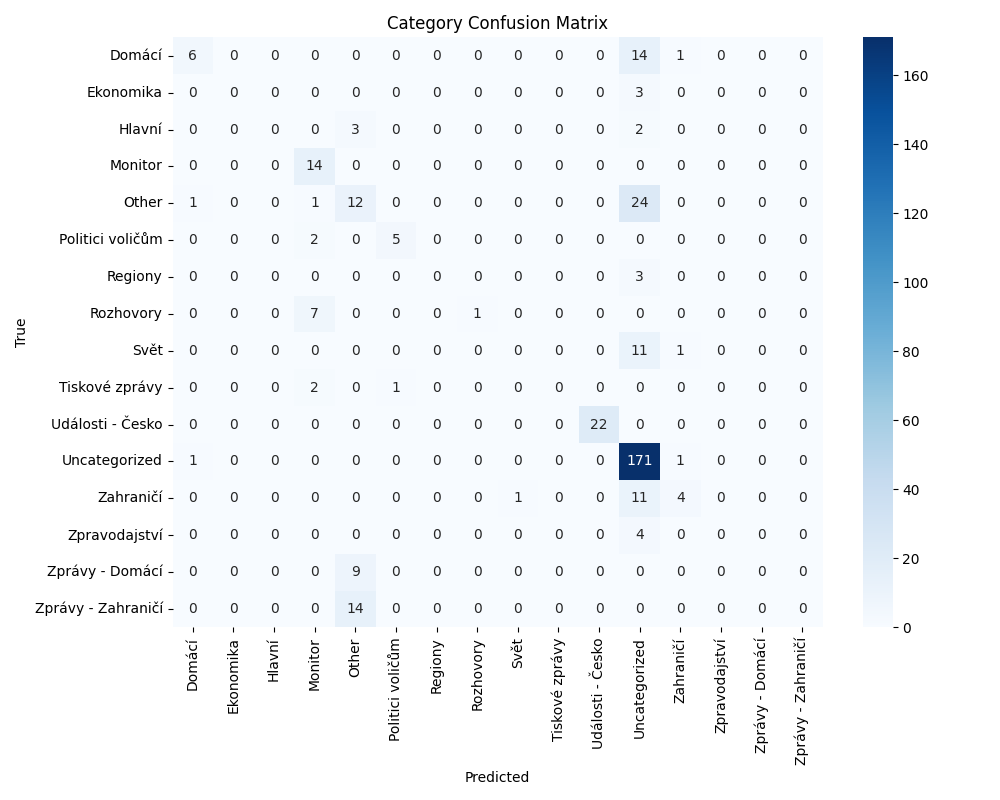 Category Confusion Matrix
Domácí 6 0 0 0 0 0 0 0 0 0 0 14 1 0 0 0
Ekonomika 0 0 0 0 0 0 0 0 0 0 0 3 0 0 0 0
Hlavní 0 0 0 0 3 0 0 0 0 0 0 2 0 0 0 0
Monitor 0 0 0 14 0 0 0 0 0 0 0 0 0 0 0 0
Other 1 0 0 1 12 0 0 0 0 0 0 24 0 0 0 0
Politici voličům 0 0 0 2 0 5 0 0 0 0 0 0 0 0 0 0
Regiony 0 0 0 0 0 0 0 0 0 0 0 3 0 0 0 0
Rozhovory 0 0 0 7 0 0 0 1 0 0 0 0 0 0 0 0
Svět 0 0 0 0 0 0 0 0 0 0 0 11 1 0 0 0
Tiskové zprávy 0 0 0 2 0 1 0 0 0 0 0 0 0 0 0 0
Události - Česko 0 0 0 0 0 0 0 0 0 0 22 0 0 0 0 0
Uncategorized 1 0 0 0 0 0 0 0 0 0 0 171 1 0 0 0
Zahraničí 0 0 0 0 0 0 0 0 1 0 0 11 4 0 0 0
Zpravodajství 0 0 0 0 0 0 0 0 0 0 0 4 0 0 0 0
Zprávy - Domácí 0 0 0 0 9 0 0 0 0 0 0 0 0 0 0 0
Zprávy - Zahraničí 0 0 0 0 14 0 0 0 0 0 0 0 0 0 0 0
True
Domácí
Ekonomika
Hlavní
Monitor
Other
Politici voličům
Regiony
Rozhovory
Svět
Tiskové zprávy
Události - Česko
Uncategorized
Zahraničí
Zpravodajství
Zprávy - Domácí
Zprávy - Zahraničí
Predicted
160
140
120
100
80
60
40
20
0